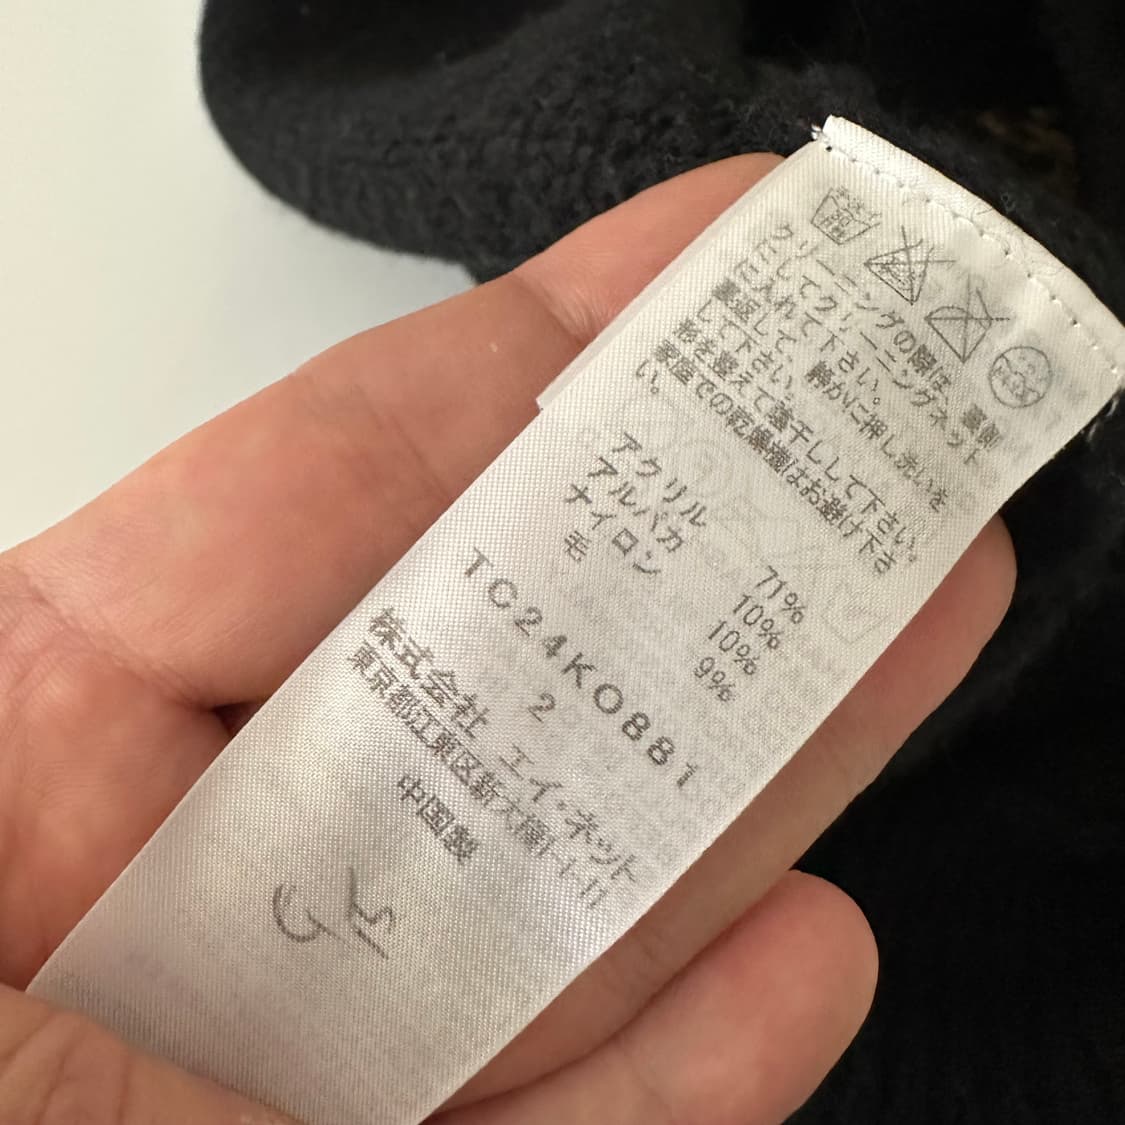 クリーニングの際は、裏側
にしてクリーニングネット
に入れて下さい。
裏返して、静かに押し洗いを
して下さい。
形を整えて陰干しして下さい。
家庭での乾燥機はお避け下さ
い。
アクリル 71%
アルパカ 10%
ナイロン 10%
毛 9%
TC24KO881
2
株式会社 エイ・ネット
東京都江東区新大橋1-1-11
中国製